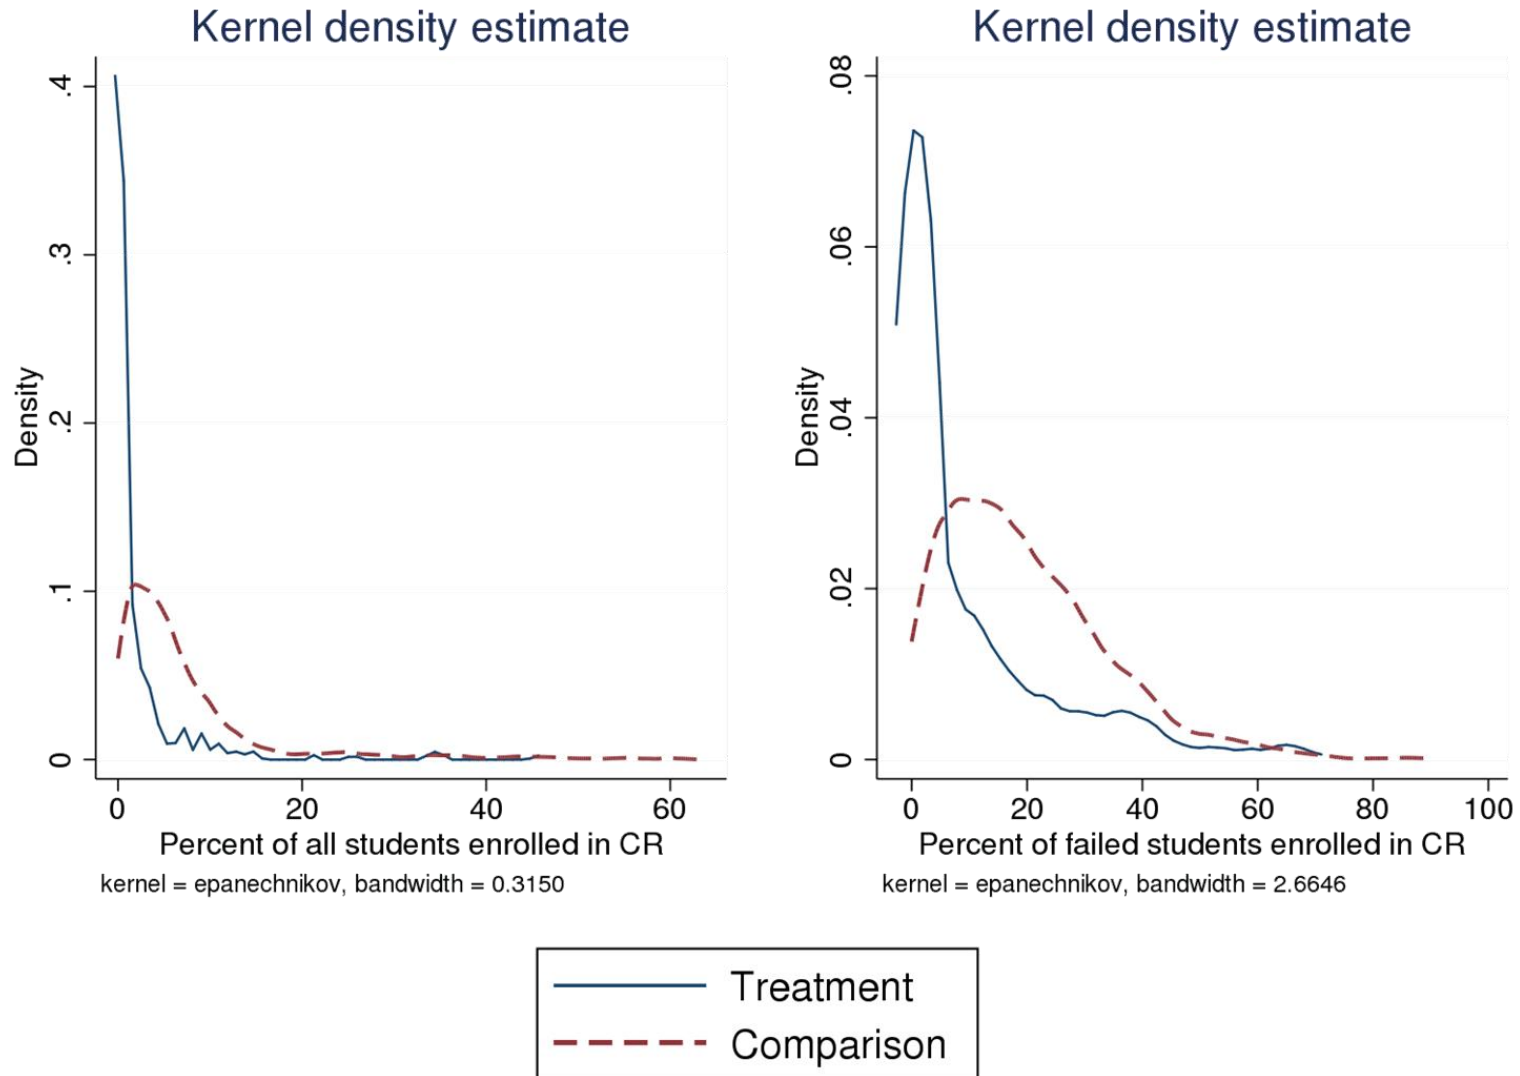 Kernel density estimate
.4
.3
.2
.1
0
Density
0 20 40 60
Percent of all students enrolled in CR
kernel = epanechnikov, bandwidth = 0.3150
Kernel density estimate
.08
.06
.04
.02
0
Density
0 20 40 60 80 100
Percent of failed students enrolled in CR
kernel = epanechnikov, bandwidth = 2.6646
Treatment
Comparison